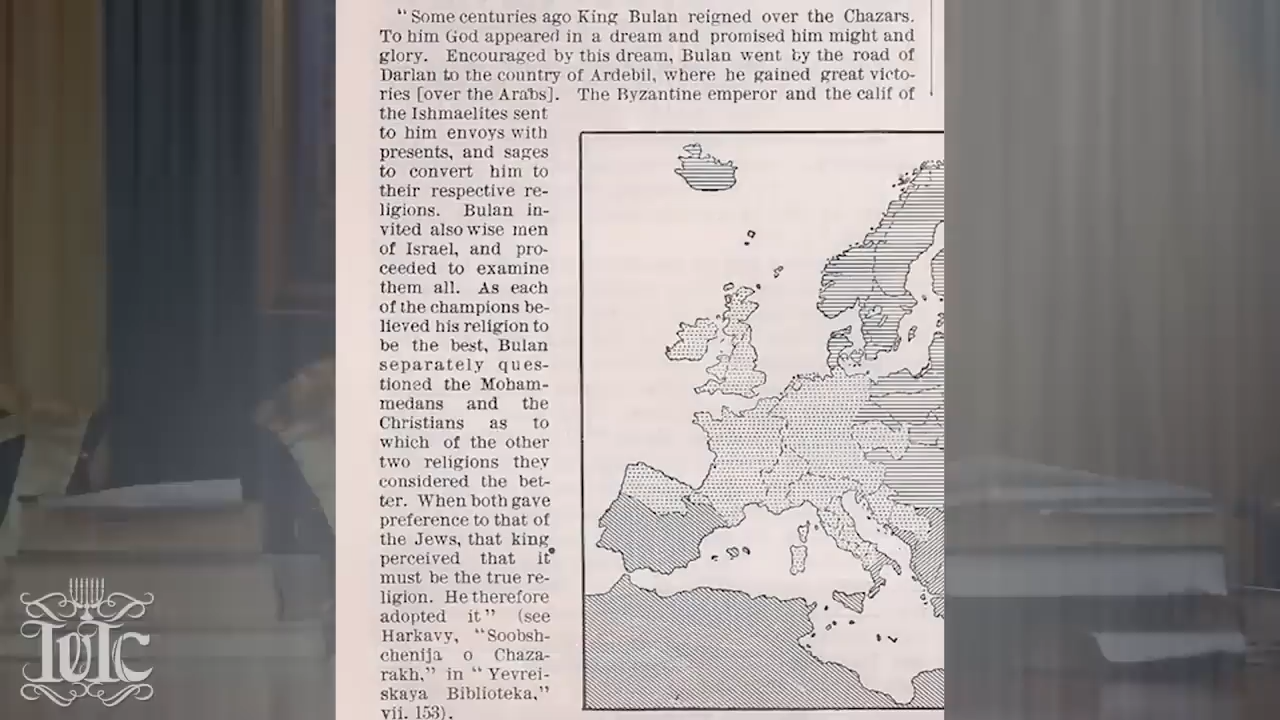 “Some centuries ago King Bulan reigned over the Chazars.
To him God appeared in a dream and promised him might and
glory. Encouraged by this dream, Bulan went by the road of
Darlan to the country of Ardebil, where he gained great victo-
ries [over the Arabs]. The Byzantine emperor and the calif of
the Ishmaelites sent
to him envoys with
presents, and sages
to convert him to
their respective re-
ligions. Bulan in-
vited also wise men
of Israel, and pro-
ceeded to examine
them all. As each
of the champions be-
lieved his religion to
be the best, Bulan
separately ques-
tioned the Moham-
medans and the
Christians as to
which of the other
two religions they
considered the bet-
ter. When both gave
preference to that of
the Jews, that king
perceived that it
must be the true re-
ligion. He therefore
adopted it” (see
Harkavy, “Soobsh-
chenija o Chaza-
rakh,” in “Yevrei-
skaya Biblioteka,”
vii. 153).
IUIC